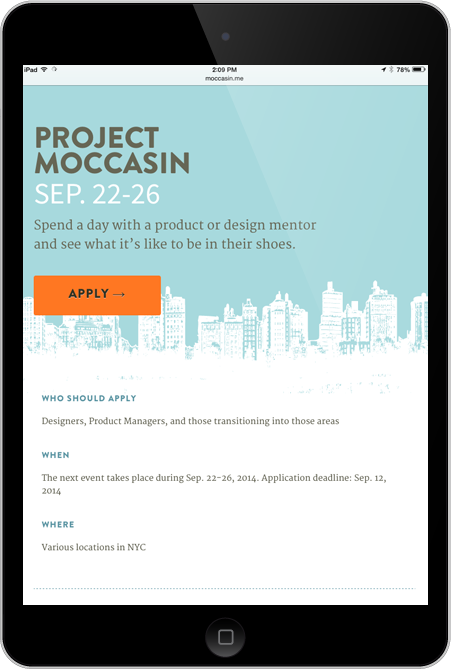 iPad 2:09 PM 78%
moccasin.me
PROJECT
MOCCASIN
SEP. 22-26
Spend a day with a product or design mentor
and see what it's like to be in their shoes.
APPLY →
WHO SHOULD APPLY
Designers, Product Managers, and those transitioning into those areas
WHEN
The next event takes place during Sep. 22-26, 2014. Application deadline: Sep. 12,
2014
WHERE
Various locations in NYC